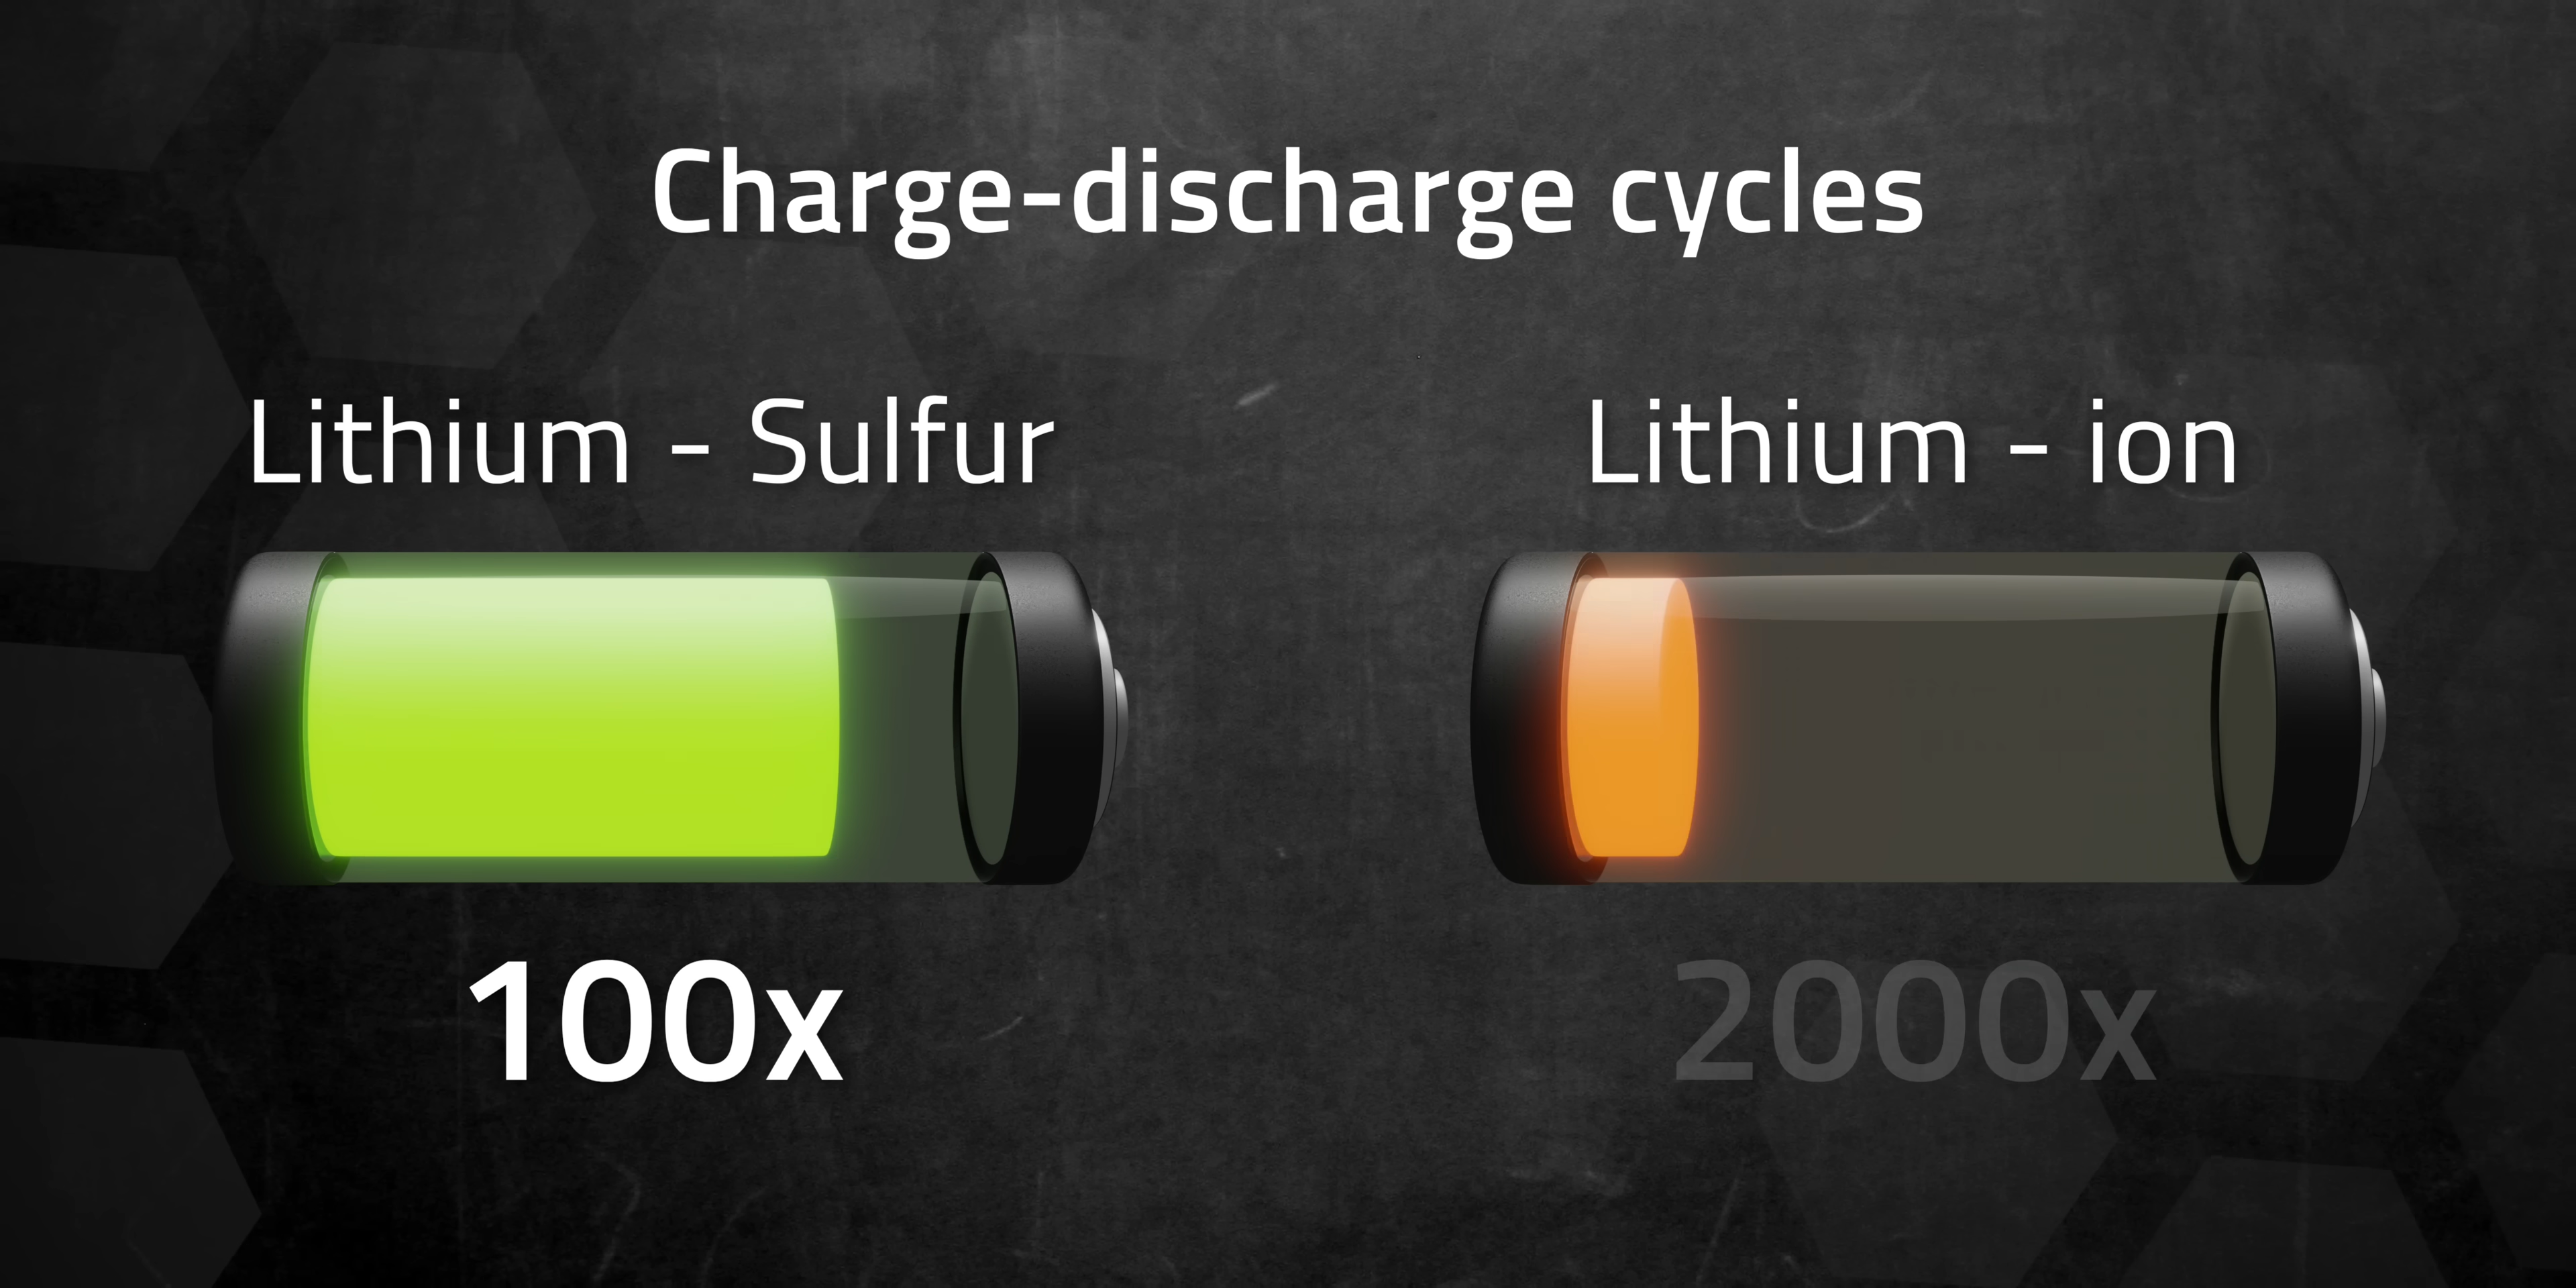 Charge-discharge cycles
Lithium - Sulfur
Lithium - ion
100x
2000x